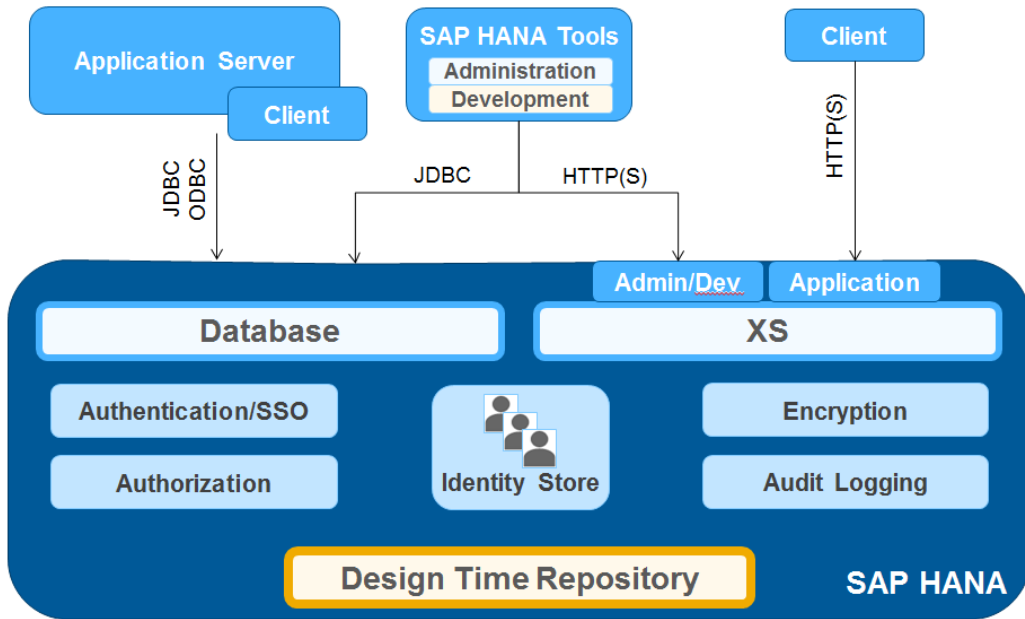 Application Server
Client
SAP HANA Tools
Administration
Development
Client
JDBC
ODBC
JDBC
HTTP(S)
HTTP(S)
Admin/Dev
Application
Database
XS
Authentication/SSO
Authorization
Identity Store
Encryption
Audit Logging
Design Time Repository
SAP HANA